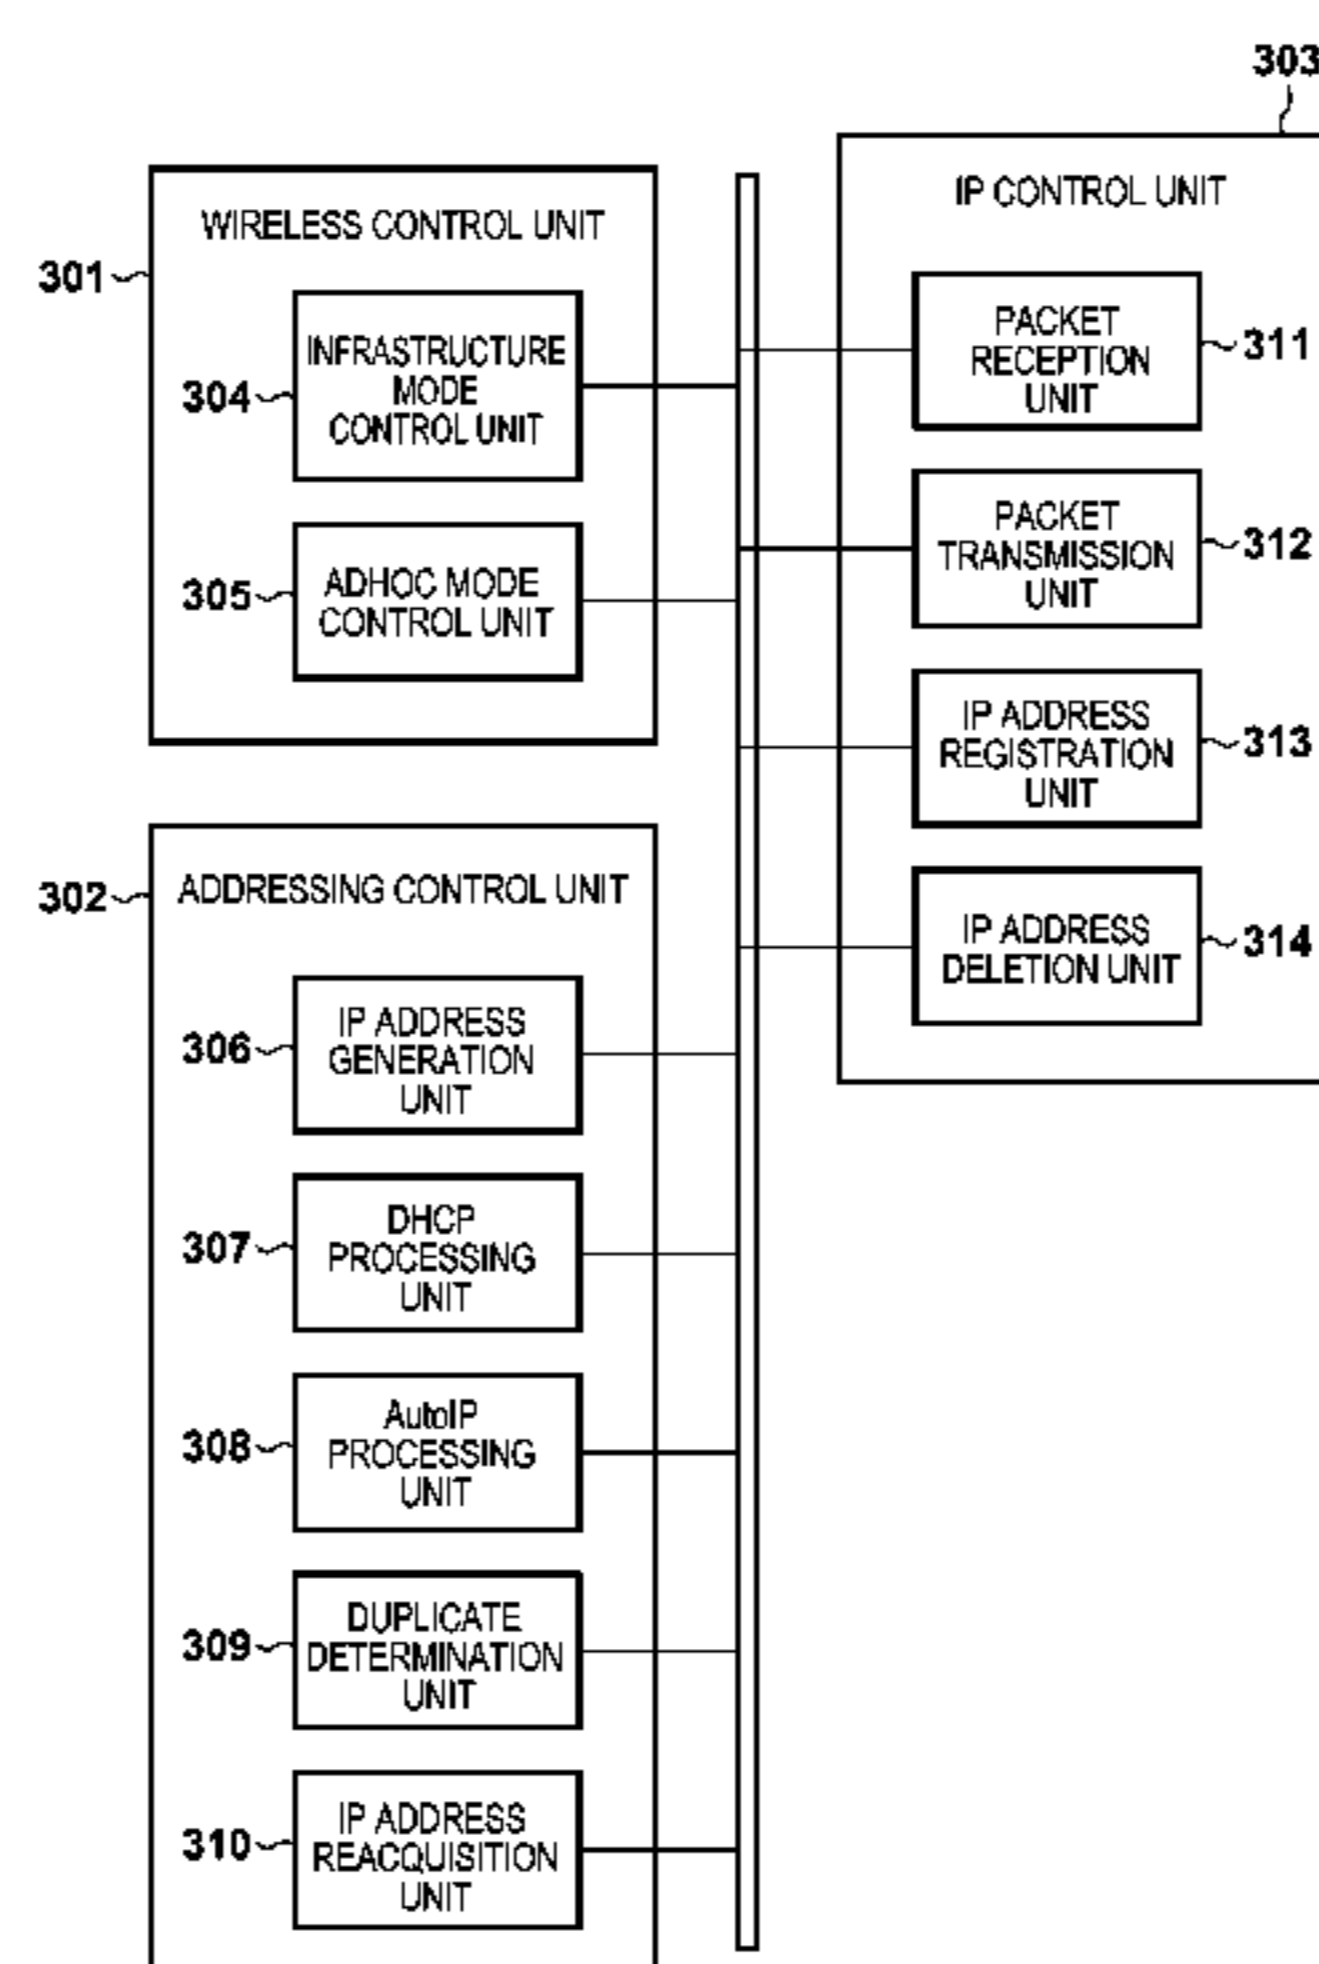 303
WIRELESS CONTROL UNIT
301
INFRASTRUCTURE
MODE
CONTROL UNIT
304
ADHOC MODE
CONTROL UNIT
305
IP CONTROL UNIT
PACKET
RECEPTION
UNIT
311
PACKET
TRANSMISSION
UNIT
312
IP ADDRESS
REGISTRATION
UNIT
313
IP ADDRESS
DELETION UNIT
314
302
ADDRESSING CONTROL UNIT
306
IP ADDRESS
GENERATION
UNIT
307
DHCP
PROCESSING
UNIT
308
AutoIP
PROCESSING
UNIT
309
DUPLICATE
DETERMINATION
UNIT
310
IP ADDRESS
REACQUISITION
UNIT